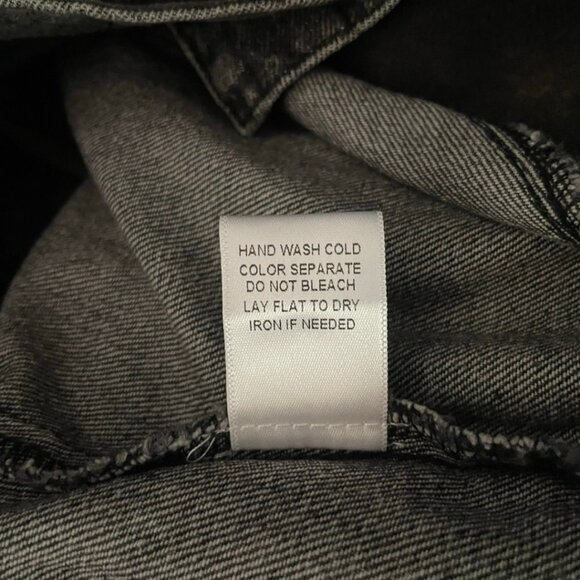 HAND WASH COLD
COLOR SEPARATE
DO NOT BLEACH
LAY FLAT TO DRY
IRON IF NEEDED